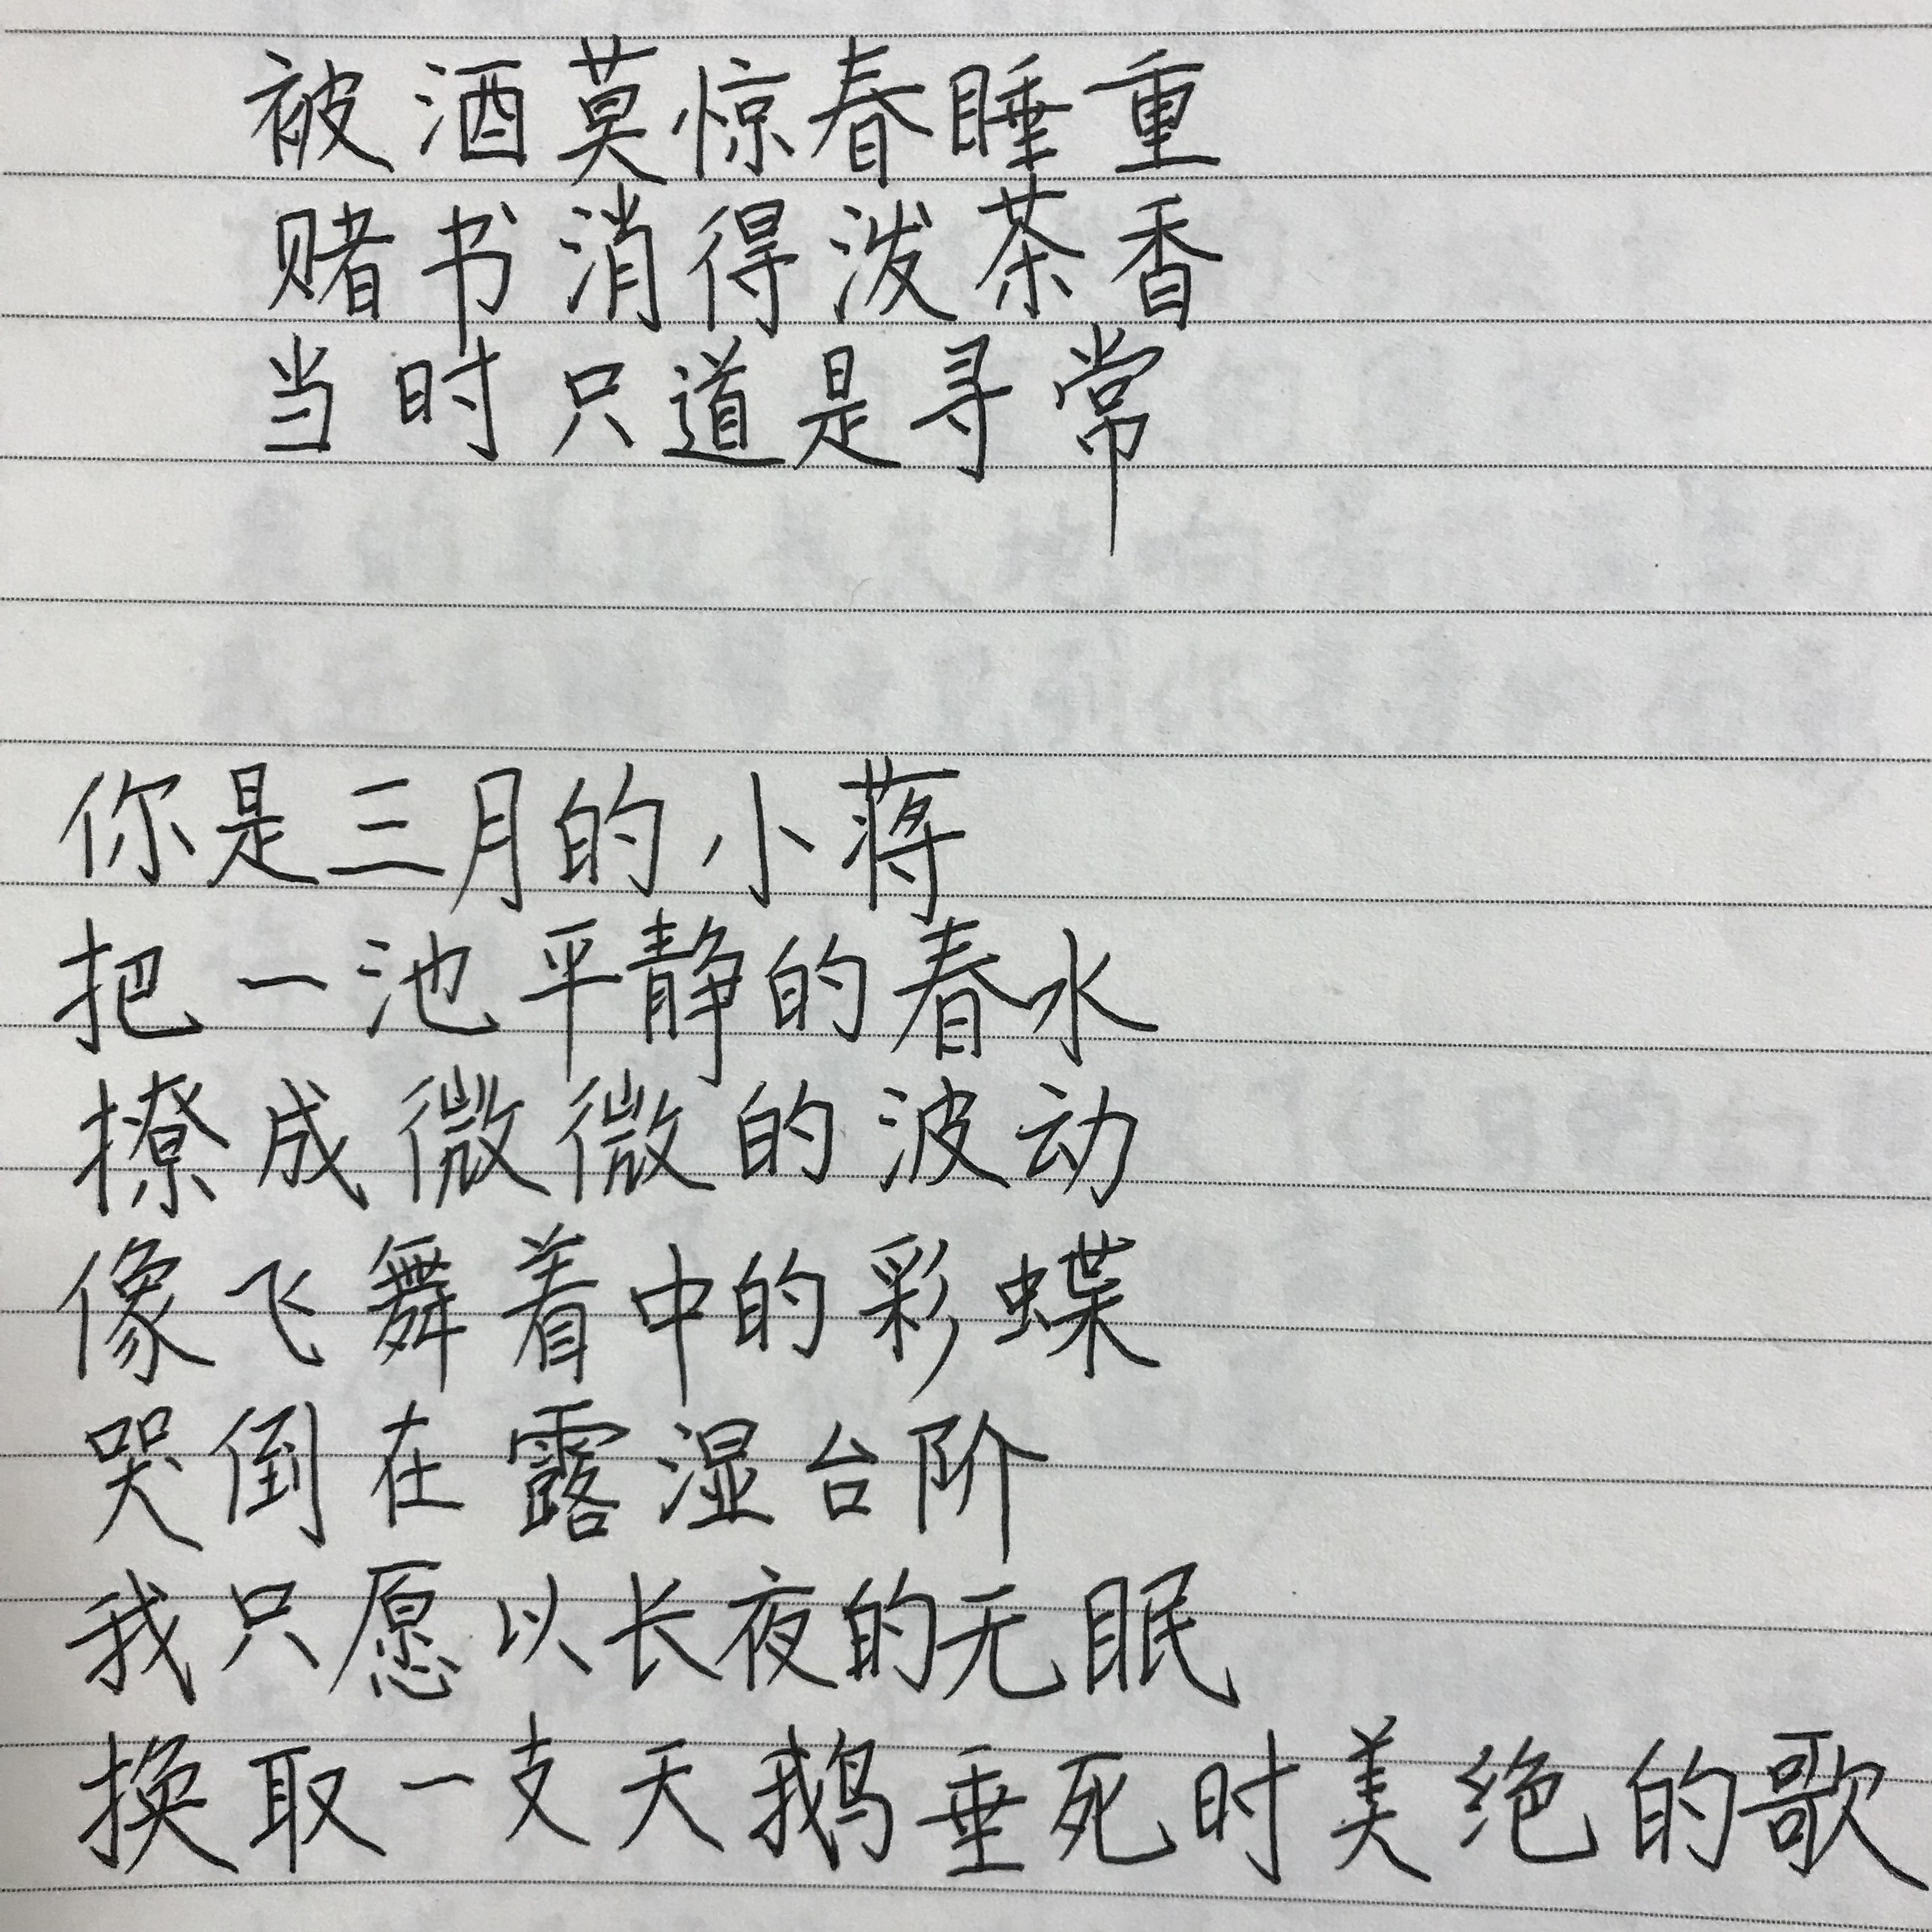 被酒莫惊春睡重
赌书消得泼茶香
当时只道是寻常
你是三月的小蒋
把一池平静的春水
撩成微微的波动
像飞舞着中的彩蝶
哭倒在露湿台阶
我只愿以长夜的无眠
换取一支天鹅垂死时美绝的歌